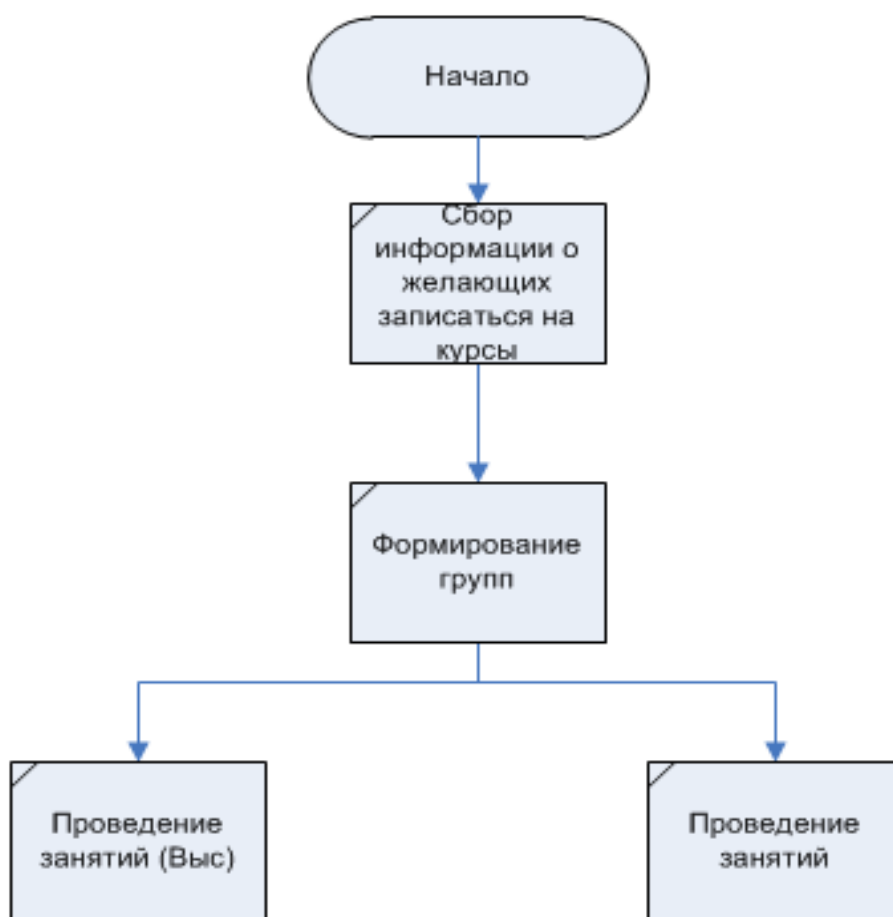 Начало
Сбор
информации о
желающих
записаться на
курсы
Формирование
групп
Проведение
занятий (Выс)
Проведение
занятий